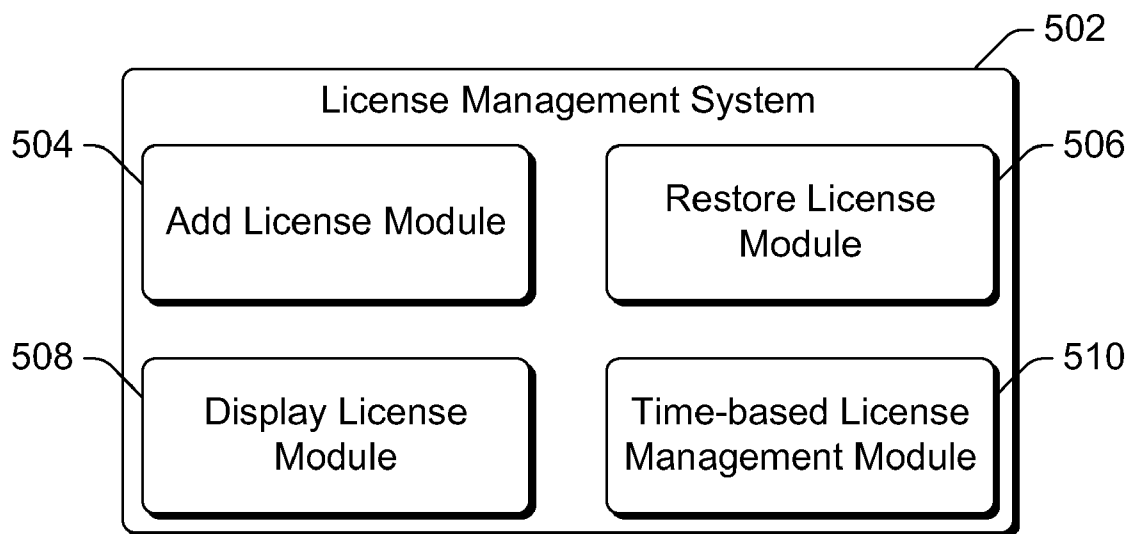 502
License Management System
504
506
Add License Module
Restore License
Module
508
510
Display License
Module
Time-based License
Management Module